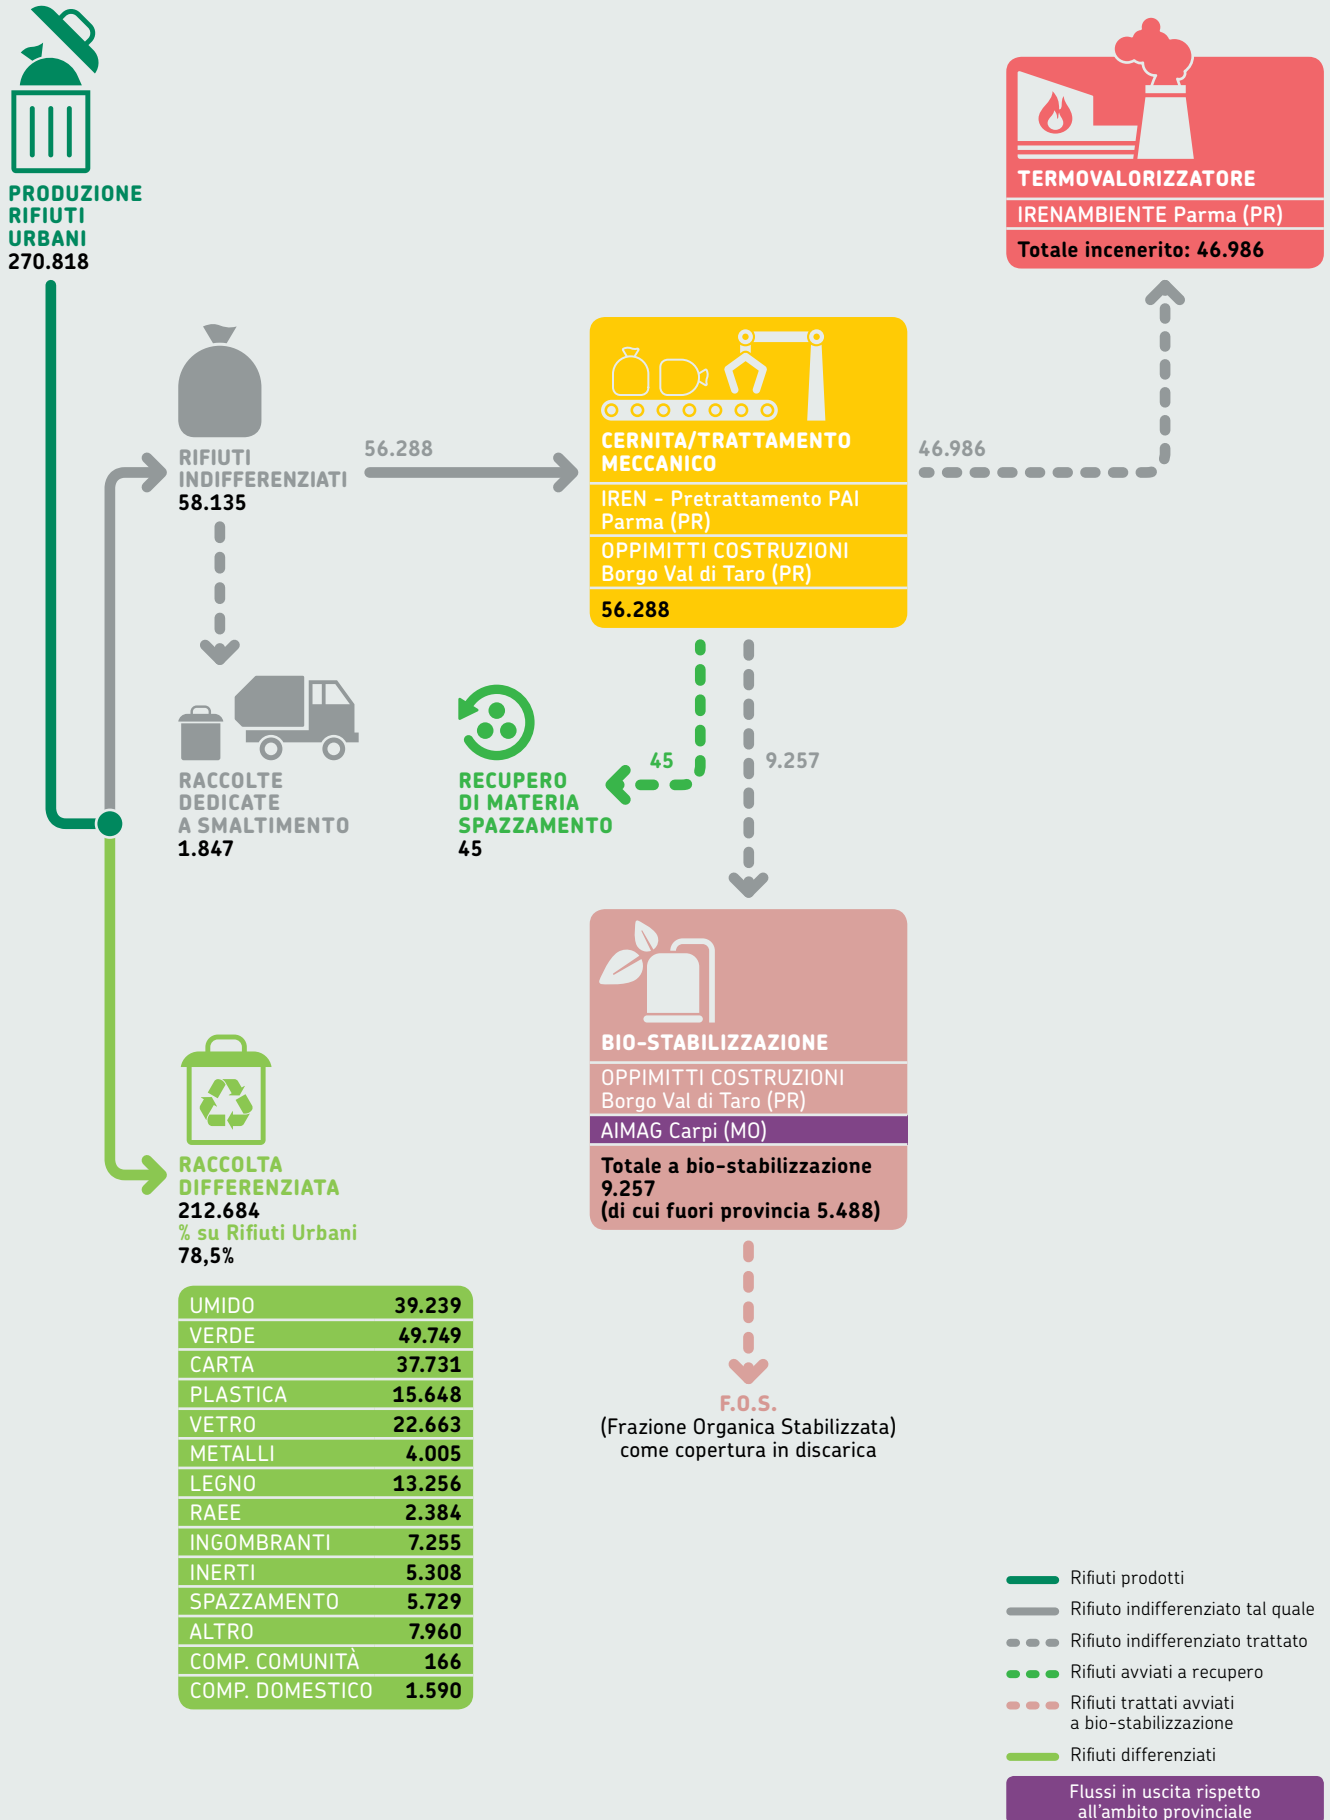 PRODUZIONE
RIFIUTI
URBANI
270.818
TERMOVALORIZZATORE
IRENAMBIENTE Parma (PR)
Totale incenerito: 46.986
RIFIUTI
INDIFFERENZIATI
58.135
56.288
CERNITA/TRATTAMENTO
MECCANICO
IREN - Pretrattamento PAI
Parma (PR)
OPPIMITTI COSTRUZIONI
Borgo Val di Taro (PR)
56.288
46.986
RACCOLTE
DEDICATE
A SMALTIMENTO
1.847
RECUPERO
DI MATERIA
SPAZZAMENTO
45
45
9.257
BIO-STABILIZZAZIONE
OPPIMITTI COSTRUZIONI
Borgo Val di Taro (PR)
AIMAG Carpi (MO)
Totale a bio-stabilizzazione
9.257
(di cui fuori provincia 5.488)
F.O.S.
(Frazione Organica Stabilizzata)
come copertura in discarica
RACCOLTA
DIFFERENZIATA
212.684
% su Rifiuti Urbani
78,5%
UMIDO 39.239
VERDE 49.749
CARTA 37.731
PLASTICA 15.648
VETRO 22.663
METALLI 4.005
LEGNO 13.256
RAEE 2.384
INGOMBRANTI 7.255
INERTI 5.308
SPAZZAMENTO 5.729
ALTRO 7.960
COMP. COMUNITÀ 166
COMP. DOMESTICO 1.590
Rifiuti prodotti
Rifiuto indifferenziato tal quale
Rifiuto indifferenziato trattato
Rifiuti avviati a recupero
Rifiuti trattati avviati
a bio-stabilizzazione
Rifiuti differenziati
Flussi in uscita rispetto
all'ambito provinciale